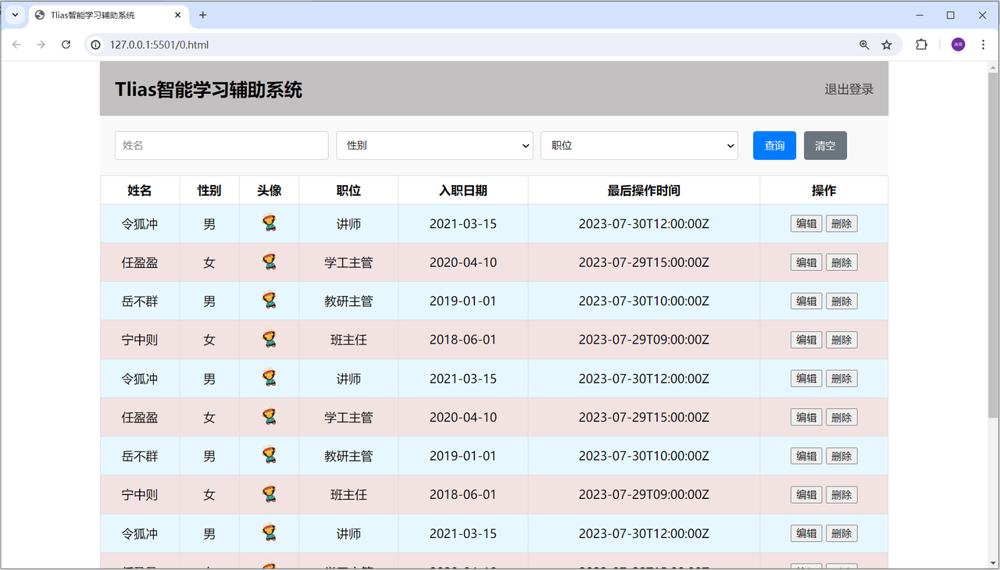 Tlias智能学习辅助系统
127.0.0.1:5501/0.html
Tlias智能学习辅助系统 退出登录
姓名 性别 职位 查询 清空
姓名 性别 头像 职位 入职日期 最后操作时间 操作
令狐冲 男 讲师 2021-03-15 2023-07-30T12:00:00Z 编辑 删除
任盈盈 女 学工主管 2020-04-10 2023-07-29T15:00:00Z 编辑 删除
岳不群 男 教研主管 2019-01-01 2023-07-30T10:00:00Z 编辑 删除
宁中则 女 班主任 2018-06-01 2023-07-29T09:00:00Z 编辑 删除
令狐冲 男 讲师 2021-03-15 2023-07-30T12:00:00Z 编辑 删除
任盈盈 女 学工主管 2020-04-10 2023-07-29T15:00:00Z 编辑 删除
岳不群 男 教研主管 2019-01-01 2023-07-30T10:00:00Z 编辑 删除
宁中则 女 班主任 2018-06-01 2023-07-29T09:00:00Z 编辑 删除
令狐冲 男 讲师 2021-03-15 2023-07-30T12:00:00Z 编辑 删除